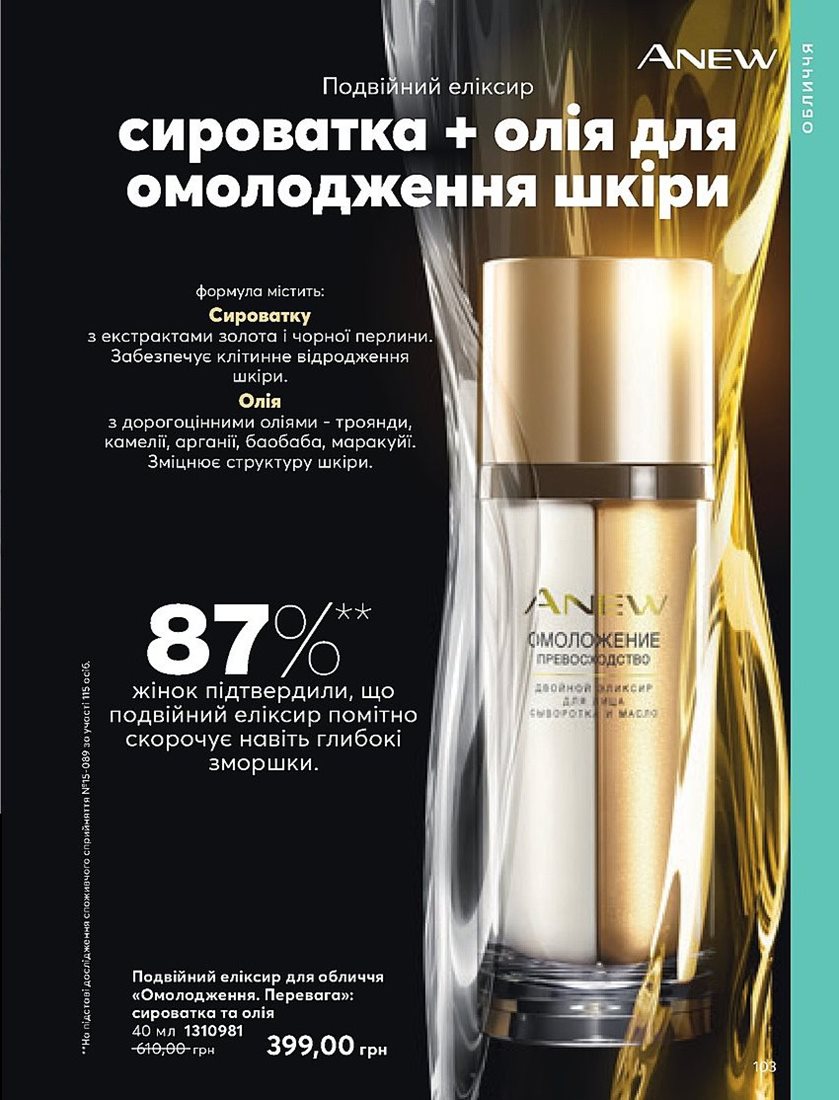 ANEW
ОБЛИЧЧЯ
Подвійний еліксир
сироватка + олія для
омолодження шкіри
формула містить:
Сироватку
з екстрактами золота і чорної перлини.
Забезпечує клітинне відродження
шкіри.
Олія
з дорогоцінними оліями - троянди,
камелії, арганії, баобаба, маракуйї.
Зміцнює структуру шкіри.
ANEW
ОМОЛОЖЕНИЕ
ПРЕВОСХОДСТВО
ДВОЙНОЙ ЭЛИКСИР
ДЛЯ ЛИЦА
СЫВОРОТКА И МАСЛО
87%**
жінок підтвердили, що
подвійний еліксир помітно
скорочує навіть глибокі
зморшки.
**На підставі дослідження споживчого сприйняття №15-089 за участі 115 осіб.
Подвійний еліксир для обличчя
«Омолодження. Перевага»:
сироватка та олія
40 мл 1310981
610,00 грн 399,00 грн
103